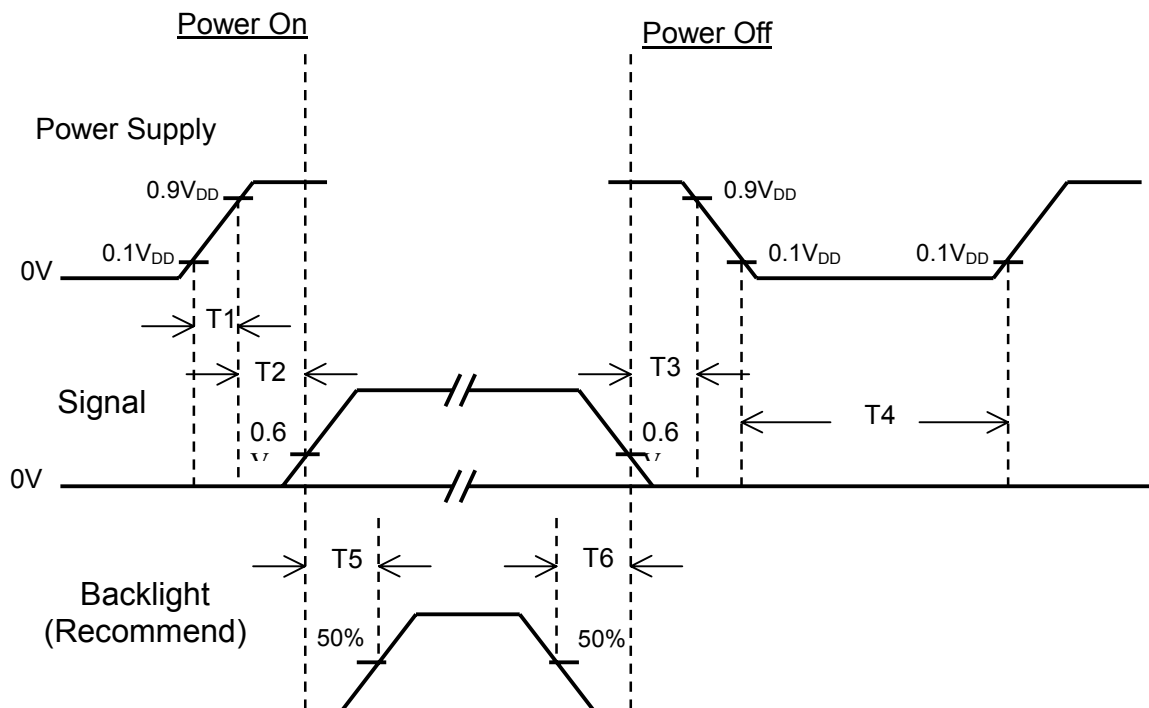 Power On
Power Off
Power Supply
0.9VDD
0.9VDD
0.1VDD
0.1VDD
0.1VDD
0V
T1
T2
T3
T4
Signal
0.6
0.6
0V
T5
T6
Backlight
(Recommend)
50%
50%